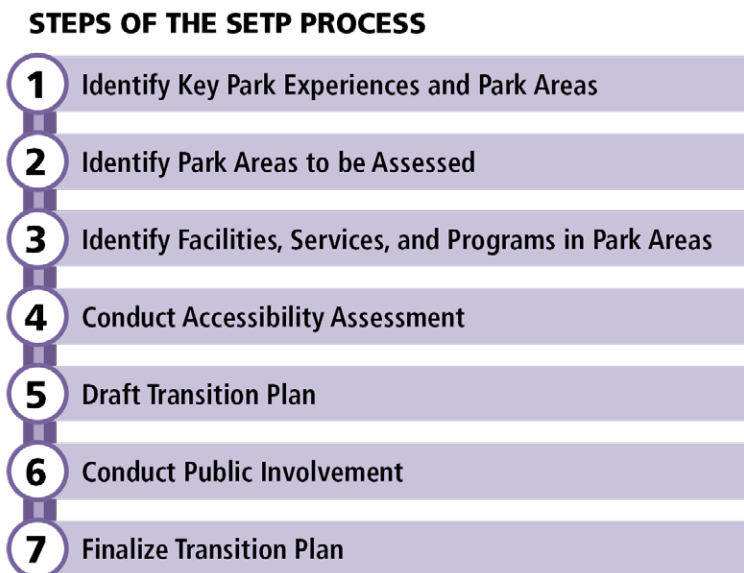 STEPS OF THE SETP PROCESS
1 Identify Key Park Experiences and Park Areas
2 Identify Park Areas to be Assessed
3 Identify Facilities, Services, and Programs in Park Areas
4 Conduct Accessibility Assessment
5 Draft Transition Plan
6 Conduct Public Involvement
7 Finalize Transition Plan